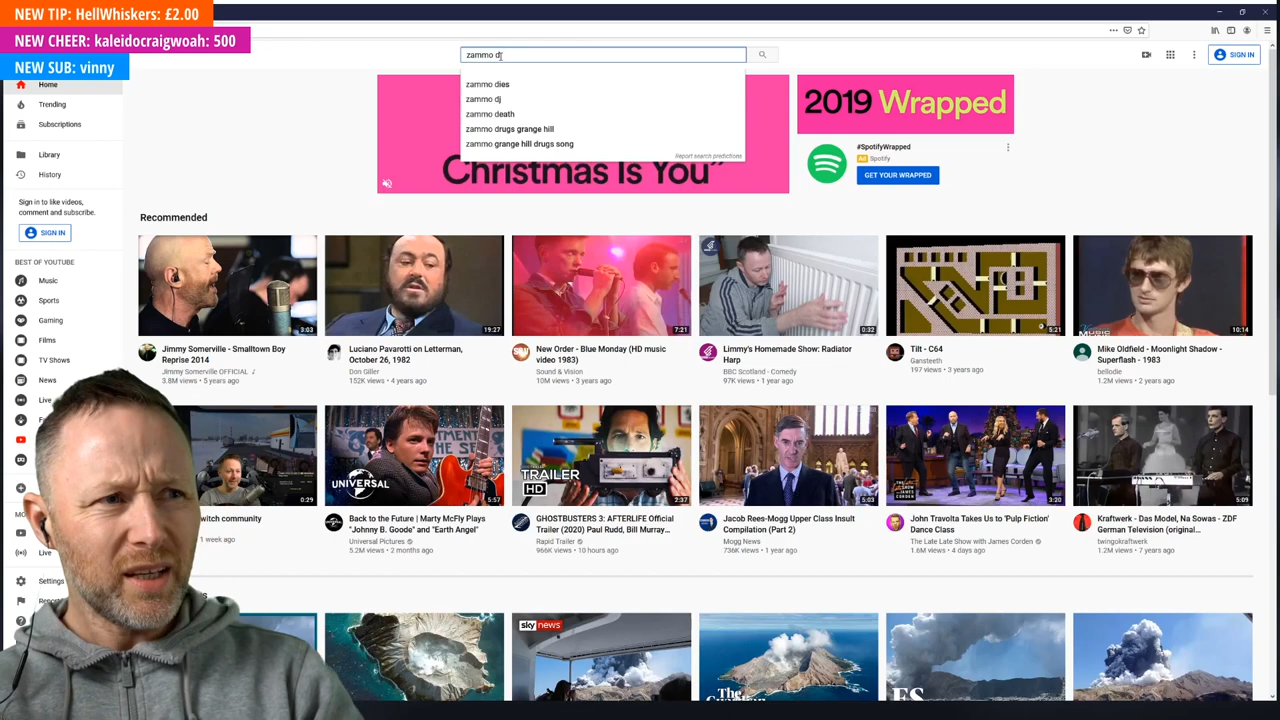 NEW TIP: HellWhiskers: £2.00
NEW CHEER: kaleidocraigwoah: 500
NEW SUB: vinny
zammo d
SIGN IN
zammo dies
zammo dj
zammo death
zammo drugs grange hill
zammo grange hill drugs song
Report search predictions
Christmas Is You”
2019 Wrapped
#SpotifyWrapped
Ad Spotify
GET YOUR WRAPPED
Home
Trending
Subscriptions
Library
History
Sign in to like videos,
comment and subscribe.
SIGN IN
BEST OF YOUTUBE
Music
Sports
Gaming
Films
TV Shows
News
Live
Live
Settings
Recommended
3:03
Jimmy Somerville - Smalltown Boy
Reprise 2014
Jimmy Somerville OFFICIAL
3.8M views • 5 years ago
19:27
Luciano Pavarotti on Letterman,
October 26, 1982
Don Giller
152K views • 4 years ago
7:21
New Order - Blue Monday (HD music
video 1983)
Sound & Vision
10M views • 3 years ago
0:32
Limmy's Homemade Show: Radiator
Harp
BBC Scotland - Comedy
97K views • 1 year ago
5:21
Tilt - C64
Gansteeth
197 views • 3 years ago
10:14
Mike Oldfield - Moonlight Shadow -
Superflash - 1983
bellodie
1.2M views • 2 years ago
0:29
witch community
1 week ago
UNIVERSAL
5:57
Back to the Future | Marty McFly Plays
"Johnny B. Goode" and "Earth Angel"
Universal Pictures
5.2M views • 2 months ago
TRAILER
HD
2:37
GHOSTBUSTERS 3: AFTERLIFE Official
Trailer (2020) Paul Rudd, Bill Murray...
Rapid Trailer
966K views • 10 hours ago
5:03
Jacob Rees-Mogg Upper Class Insult
Compilation (Part 2)
Mogg News
736K views • 1 year ago
3:20
John Travolta Takes Us to 'Pulp Fiction'
Dance Class
The Late Late Show with James Corden
1.6M views • 4 days ago
5:09
Kraftwerk - Das Model, Na Sowas - ZDF
German Television (original...
twingokraftwerk
1.2M views • 7 years ago
sky news
The